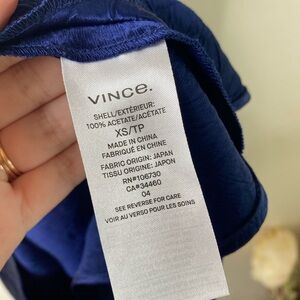 VINCE.
SHELL/EXTÉRIEUR:
100% ACETATE/ACÉTATE
XS/TP
MADE IN CHINA
FABRIQUÉ EN CHINE
FABRIC ORIGIN: JAPAN
TISSU ORIGINE: JAPON
RN#106730
CA#34460
04
SEE REVERSE FOR CARE
VOIR AU VERSO POUR LES SOINS